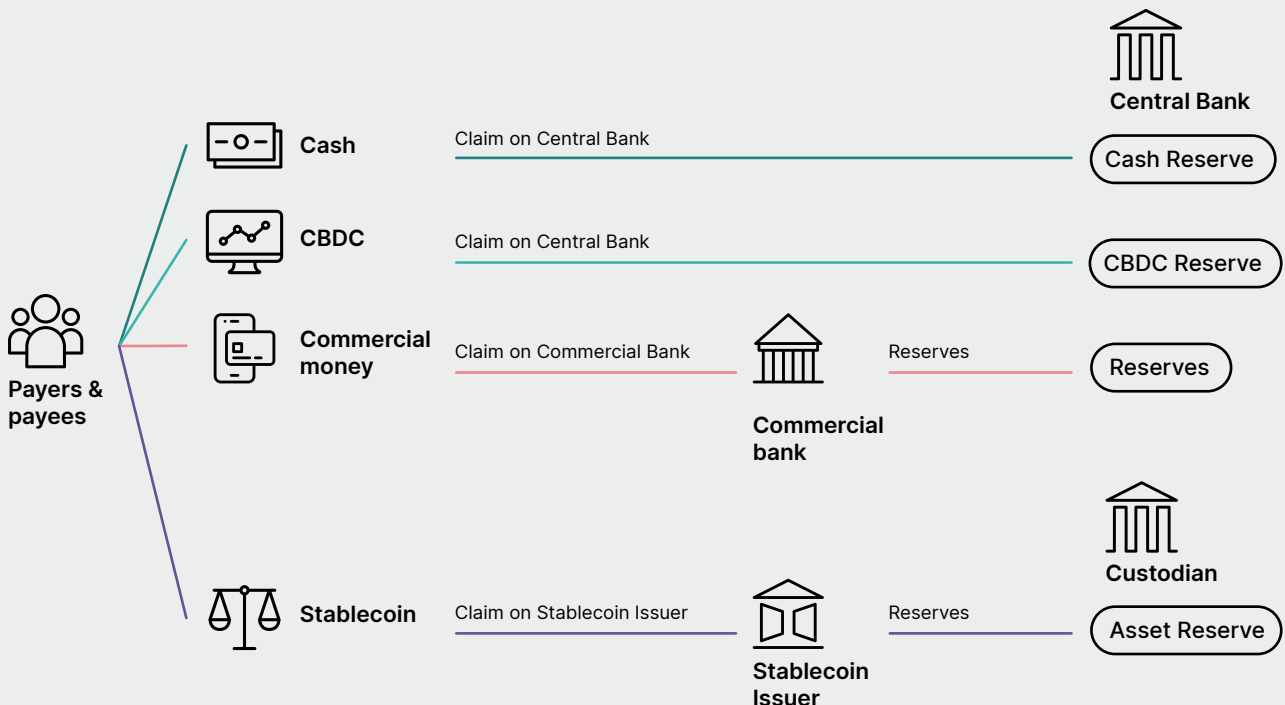 Central Bank
Cash
Claim on Central Bank
Cash Reserve
CBDC
Claim on Central Bank
CBDC Reserve
Payers &
payees
Commercial
money
Claim on Commercial Bank
Commercial
bank
Reserves
Reserves
Custodian
Stablecoin
Claim on Stablecoin Issuer
Stablecoin
Issuer
Reserves
Asset Reserve